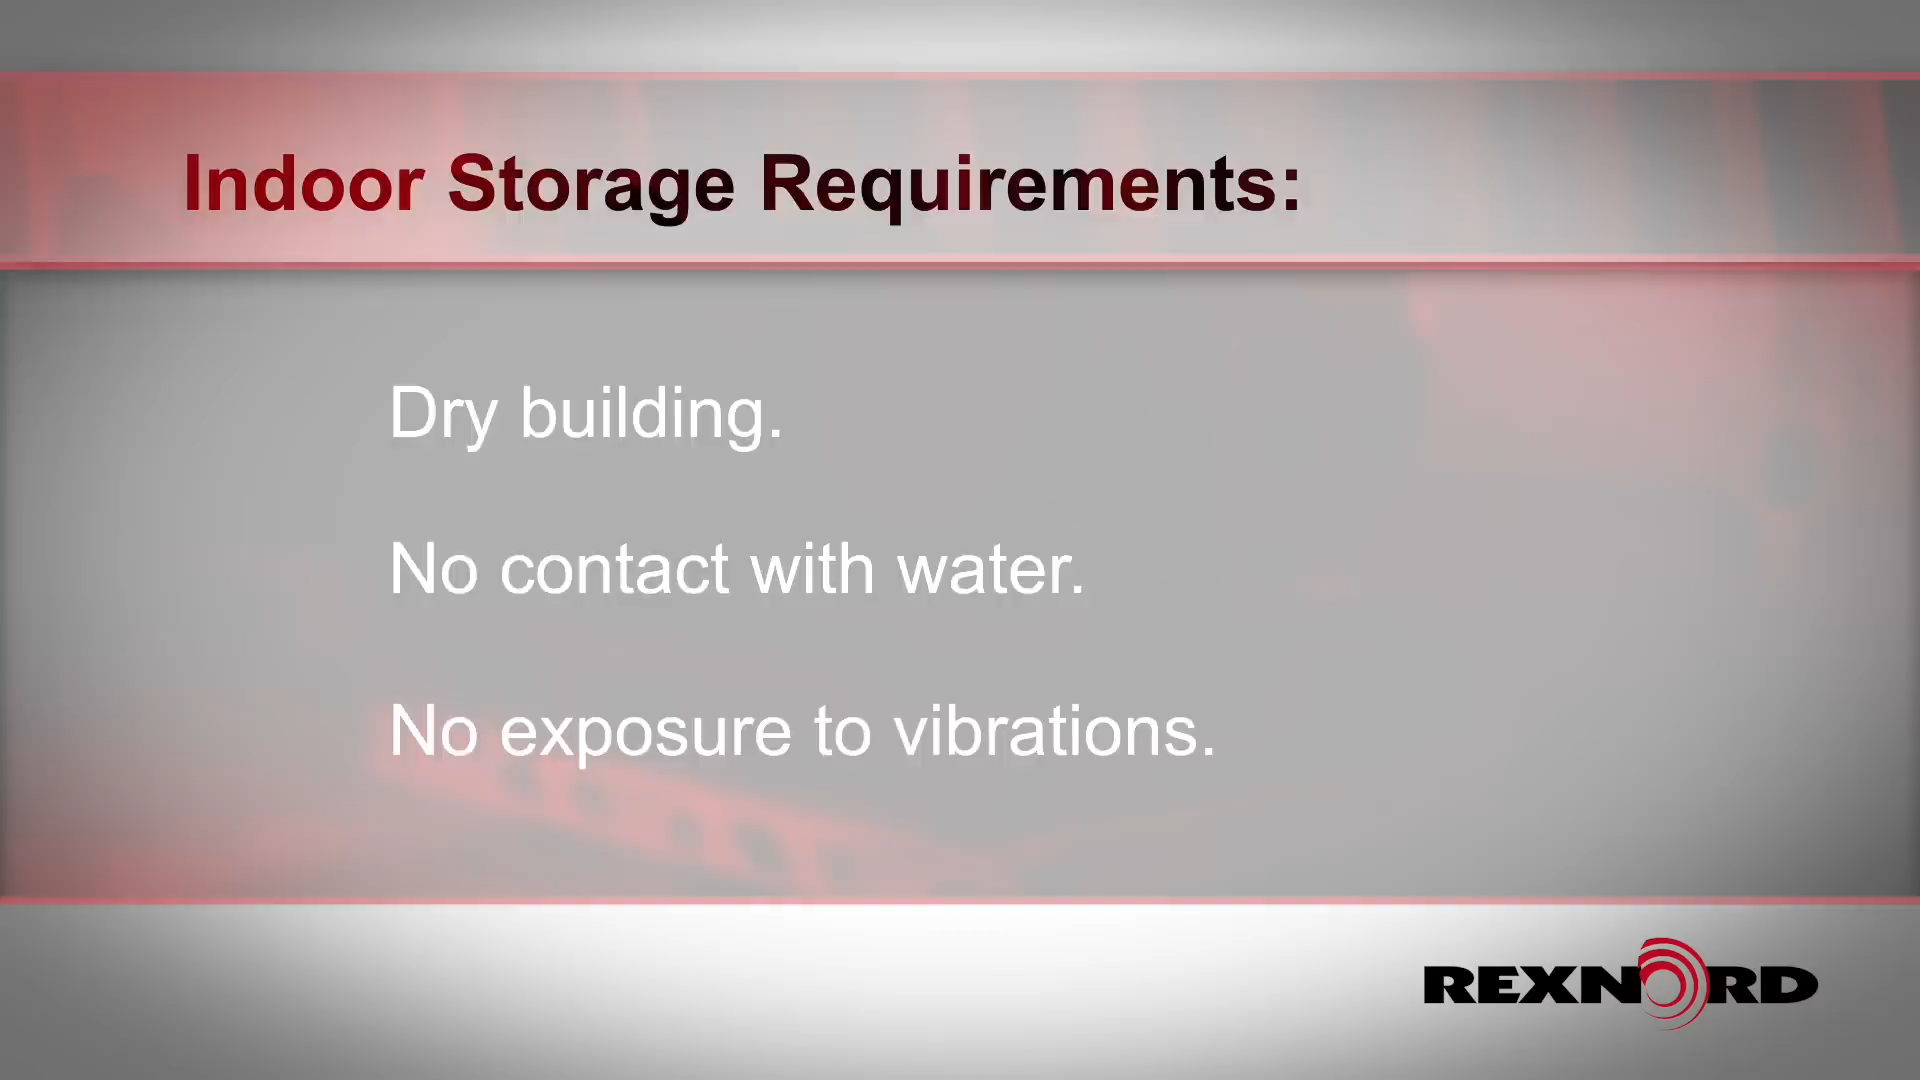 Indoor Storage Requirements:
Dry building.
No contact with water.
No exposure to vibrations.
REXNORD